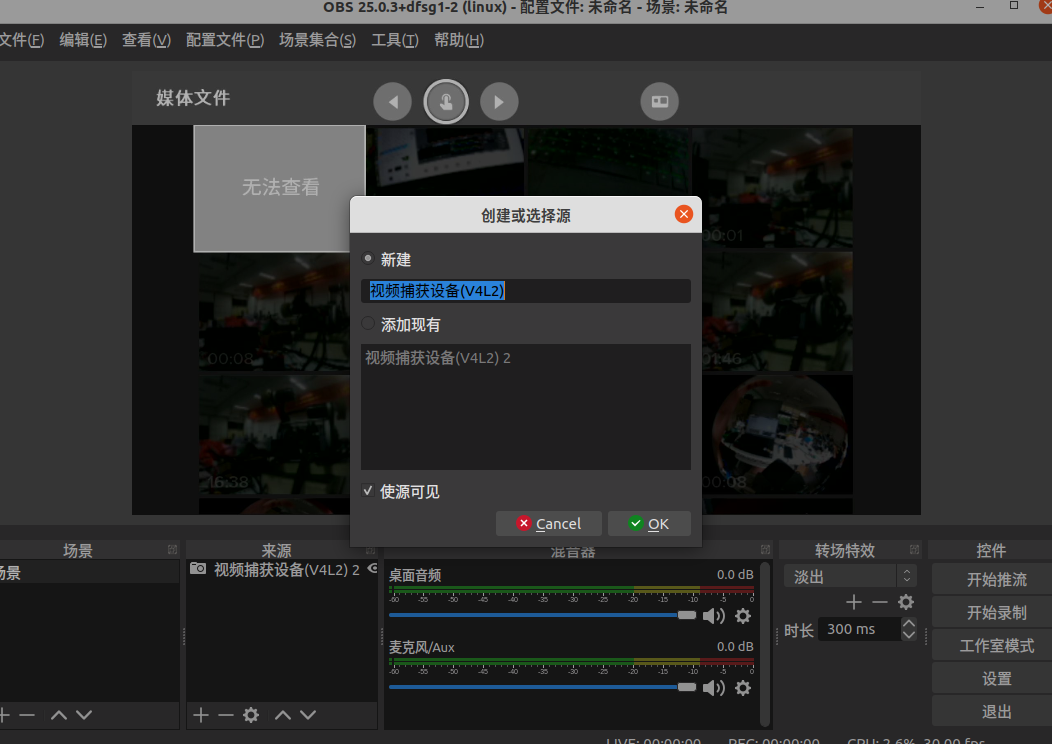 OBS 25.0.3+dfsg1-2 (linux) - 配置文件: 未命名 - 场景: 未命名
文件(F) 编辑(E) 查看(V) 配置文件(P) 场景集合(S) 工具(T) 帮助(H)
媒体文件
无法查看
00:01
00:08
1:46
16:38
00:08
创建或选择源
新建
视频捕获设备(V4L2)
添加现有
视频捕获设备(V4L2) 2
使源可见
Cancel
OK
场景
场景
来源
视频捕获设备(V4L2) 2
混音器
桌面音频 0.0 dB
-60 -55 -50 -45 -40 -35 -30 -25 -20 -15 -10 -5 0
麦克风/Aux 0.0 dB
-60 -55 -50 -45 -40 -35 -30 -25 -20 -15 -10 -5 0
转场特效
淡出
时长 300 ms
控件
开始推流
开始录制
工作室模式
设置
退出
LIVE: 00:00:00 REC: 00:00:00 CPU: 2.6%, 30.00 fps